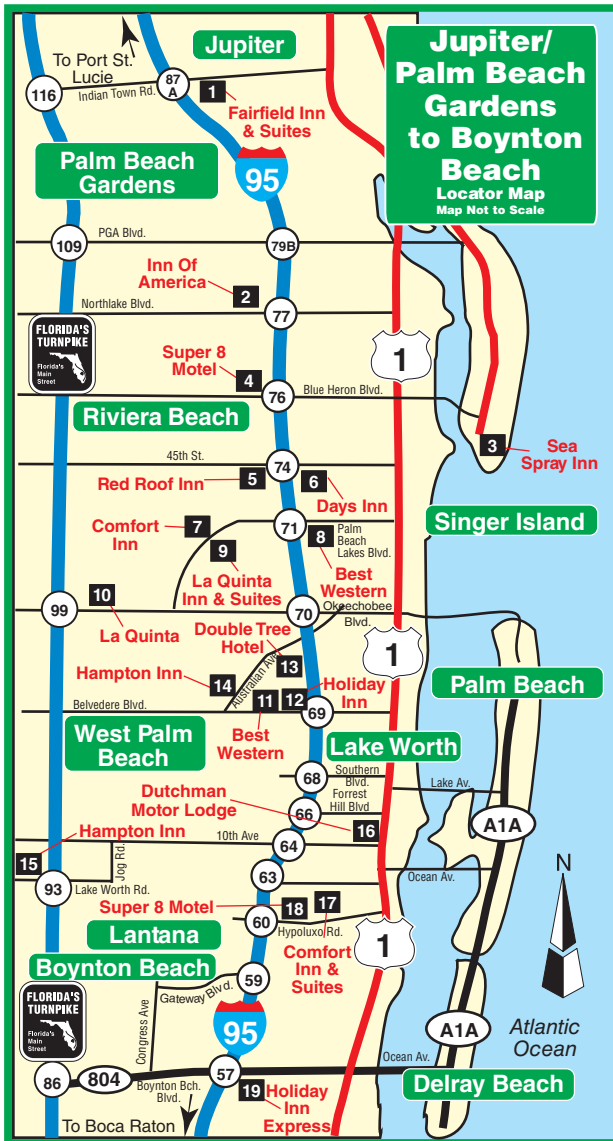 Jupiter/
Palm Beach
Gardens
to Boynton
Beach
Locator Map
Map Not to Scale
To Port St.
Lucie
Jupiter
116
Indian Town Rd.
87
A
1
Fairfield Inn
& Suites
Palm Beach
Gardens
95
109
PGA Blvd.
79B
Inn Of
America
2
Northlake Blvd.
77
FLORIDA'S
TURNPIKE
Florida's
Main
Street
1
Super 8
Motel
4
76
Blue Heron Blvd.
Riviera Beach
3
Sea
Spray Inn
45th St.
74
Red Roof Inn
5
6
Days Inn
Singer Island
Comfort
Inn
7
71
8
Palm
Beach
Lakes Blvd.
9
La Quinta
Inn & Suites
Best
Western
99
10
La Quinta
70
Okeechobee
Blvd.
Double Tree
Hotel
13
1
Hampton Inn
14
Australian Ave
Palm Beach
Belvedere Blvd.
11
12
Holiday
Inn
69
Best
Western
West Palm
Beach
Lake Worth
68
Southern
Blvd.
Lake Av.
Dutchman
Motor Lodge
66
Forrest
Hill Blvd
16
A1A
Hampton Inn
15
10th Ave
64
Jog Rd.
93
Lake Worth Rd.
63
Ocean Av.
N
Super 8 Motel
18
17
60
Hypoluxo Rd.
Comfort
Inn &
Suites
1
Lantana
Boynton Beach
59
Gateway Blvd.
FLORIDA'S
TURNPIKE
Florida's
Main
Street
Congress Ave
95
A1A
Atlantic
Ocean
86
804
Boynton Bch.
Blvd.
57
Ocean Av.
Delray Beach
19
Holiday
Inn
Express
To Boca Raton